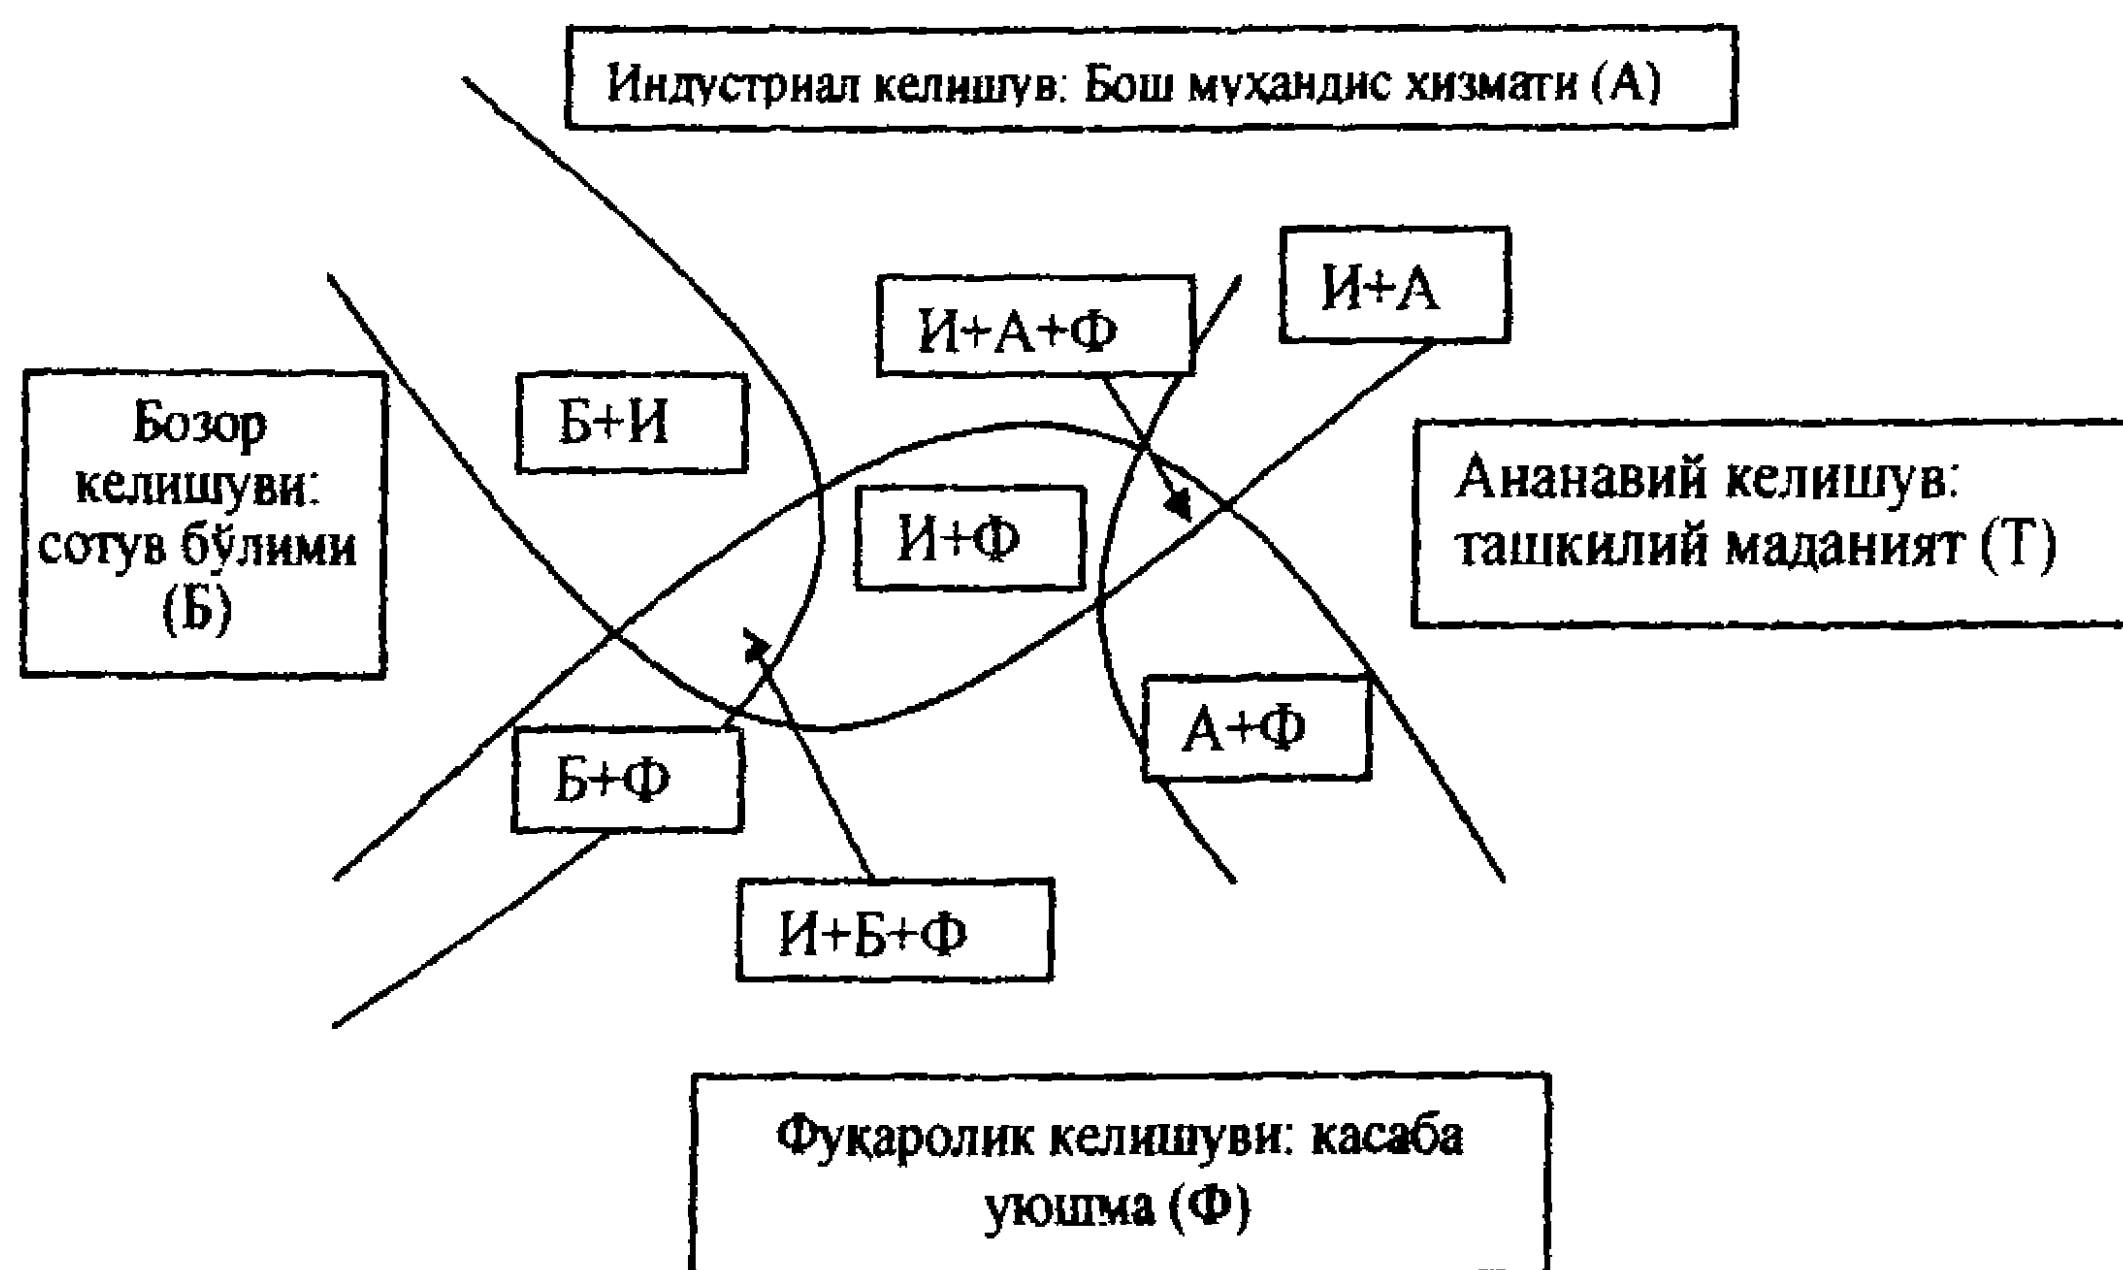 Индустриал келишув: Бош муҳандис хизмати (А)
И+А
И+А+Ф
Б+И
Бозор
келишуви:
сотув бўлими
(Б)
Ананавий келишув:
ташкилий маданият (Т)
И+Ф
А+Ф
Б+Ф
И+Б+Ф
Фуқаролик келишуви: касаба
уюшма (Ф)